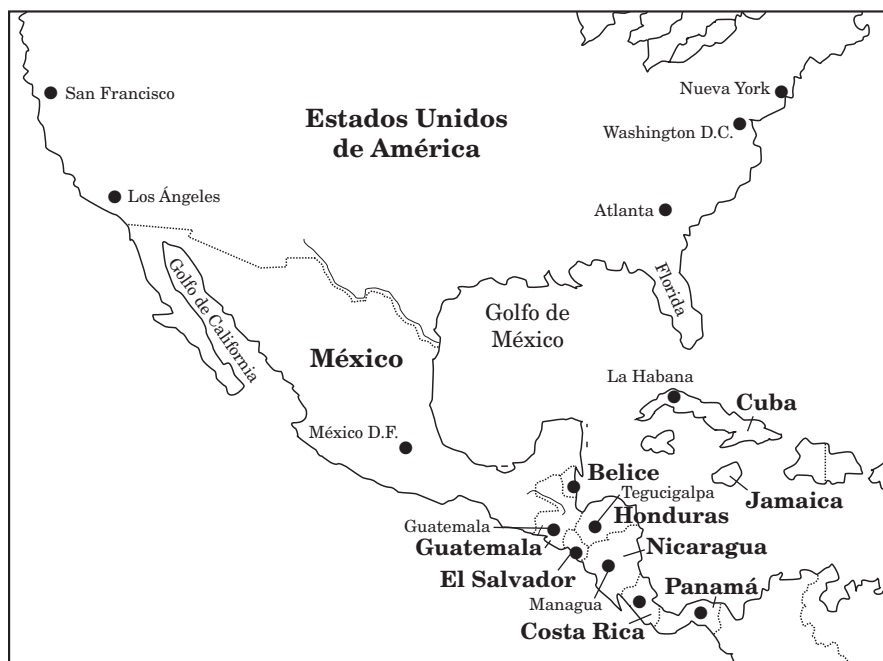 San Francisco
Nueva York
Estados Unidos
de América
Washington D.C.
Los Ángeles
Atlanta
Golfo de California
Florida
Golfo de
México
México
La Habana
Cuba
México D.F.
Belice
Tegucigalpa
Jamaica
Honduras
Guatemala
Guatemala
Nicaragua
El Salvador
Managua
Panamá
Costa Rica